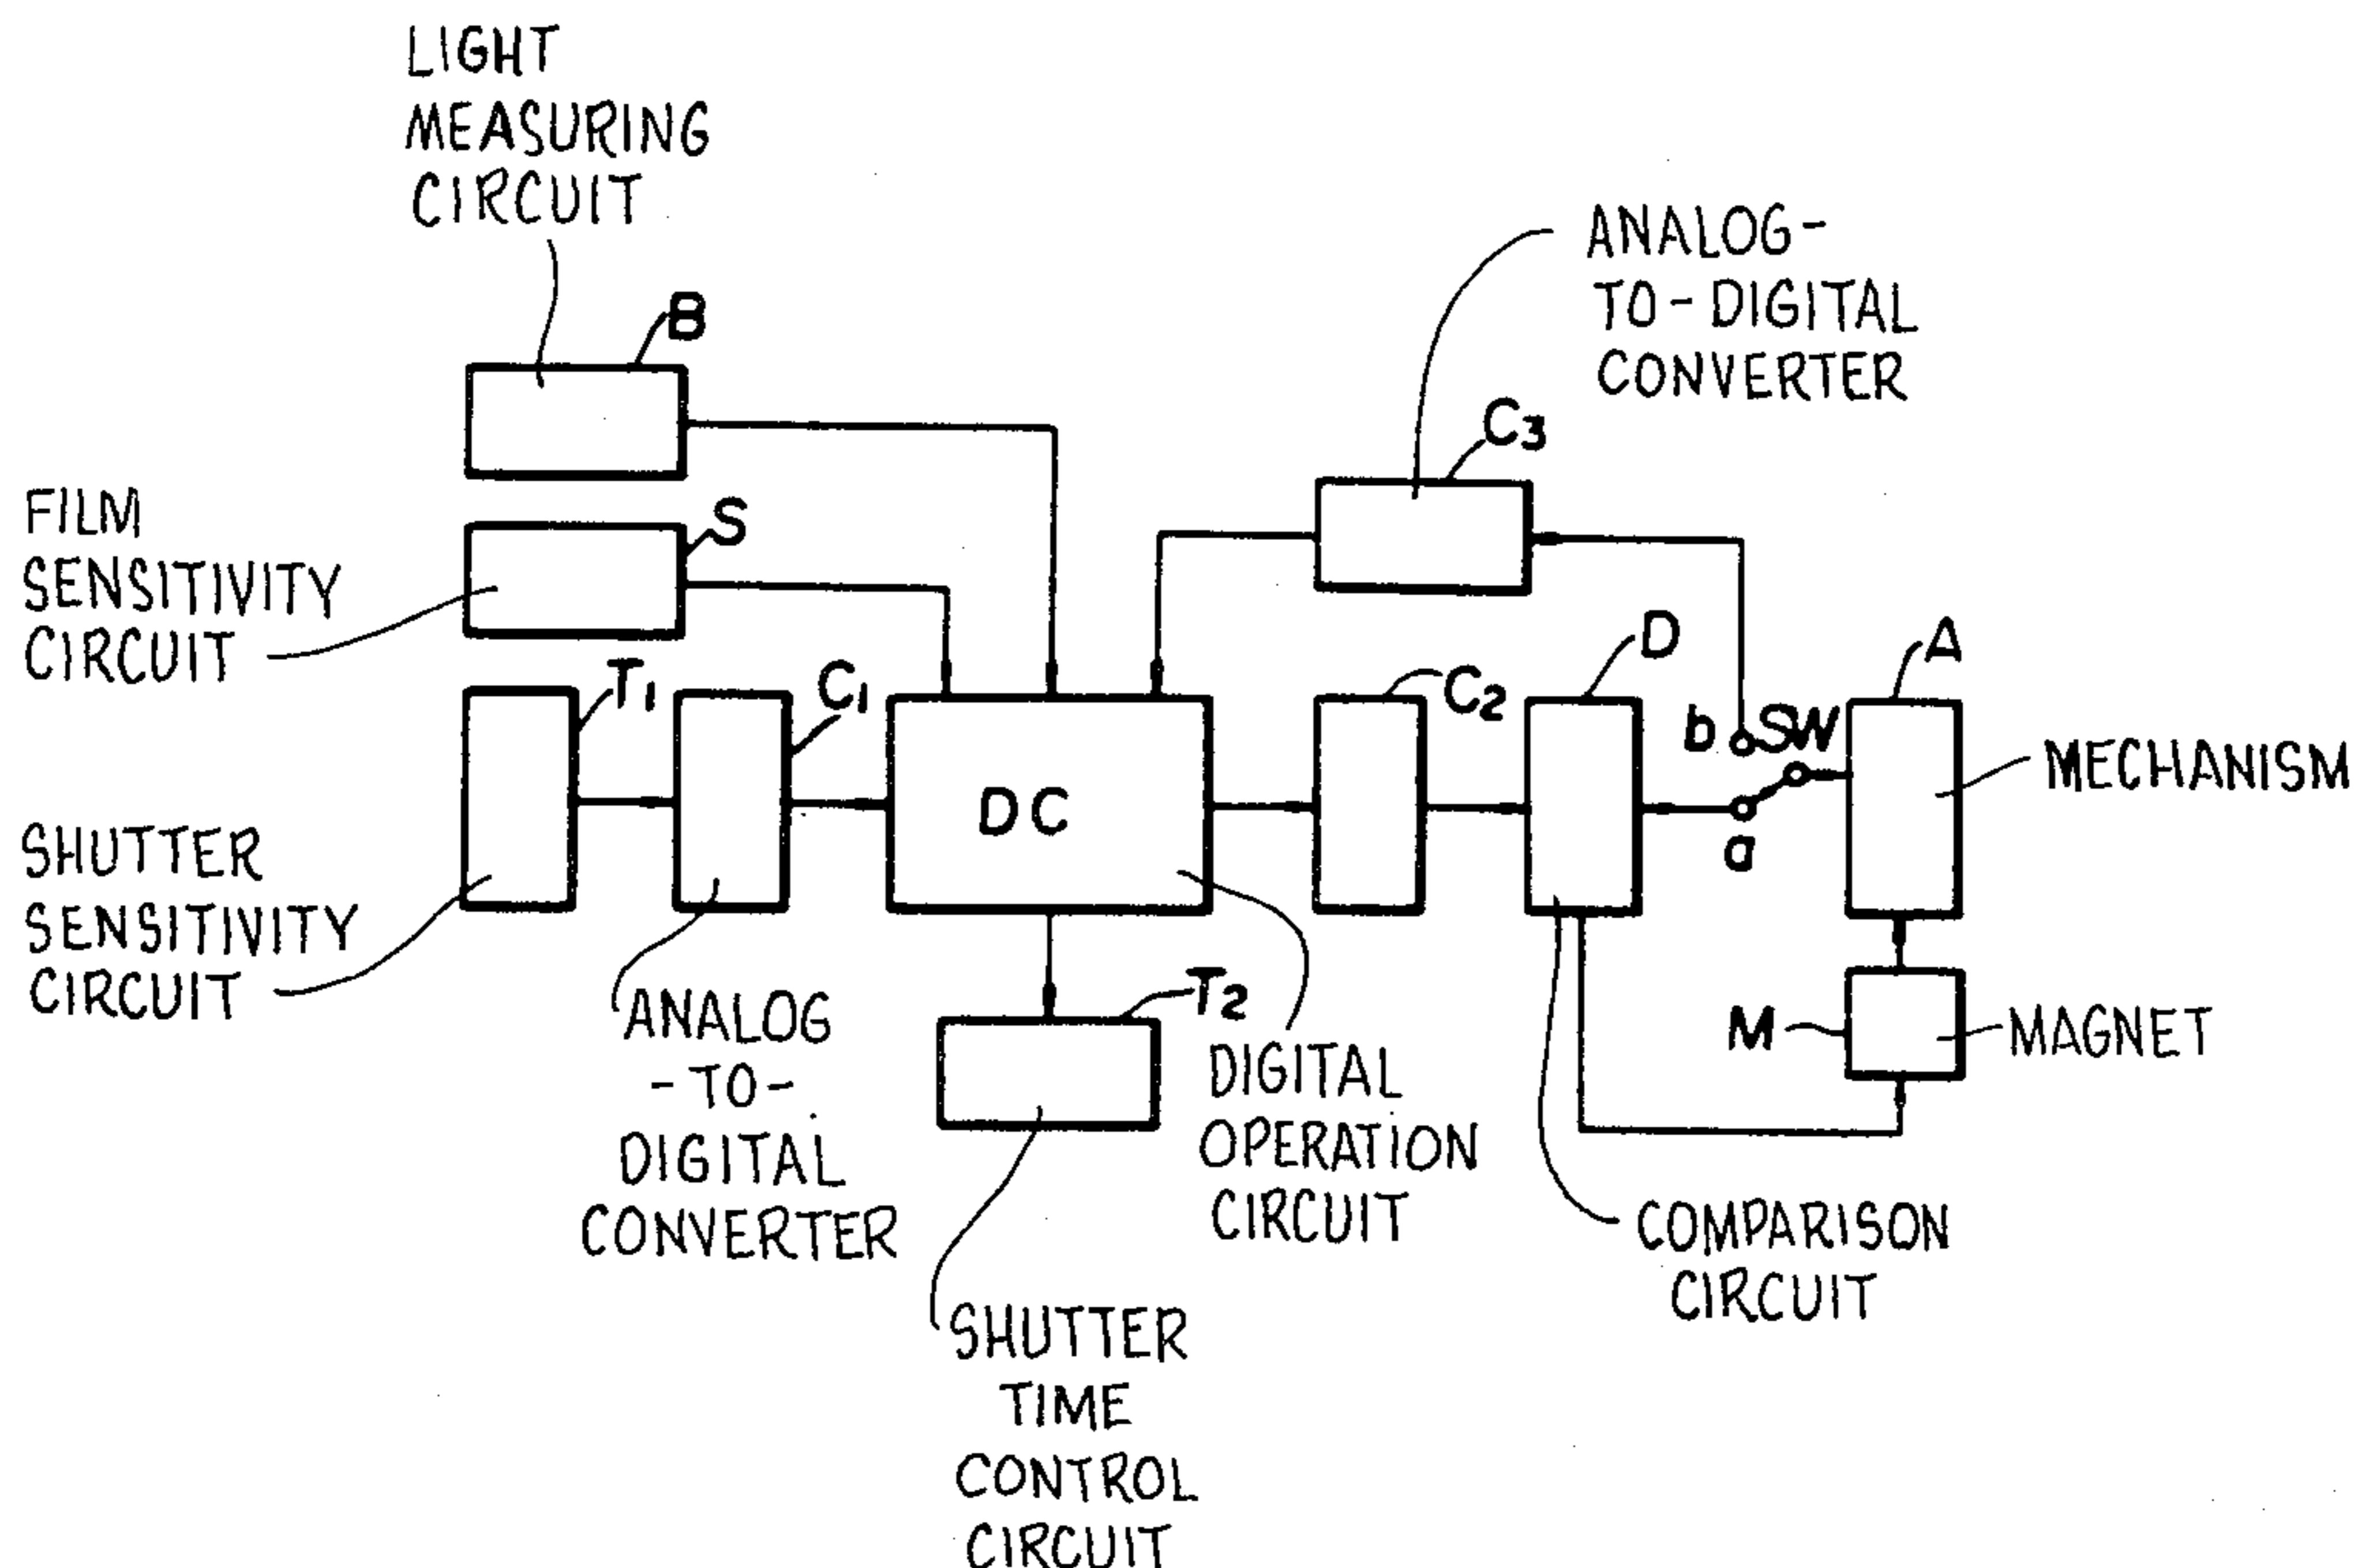 LIGHT
MEASURING
CIRCUIT
B
ANALOG-
TO-DIGITAL
CONVERTER
C3
FILM
SENSITIVITY
CIRCUIT
S
T1
C1
DC
C2
D
b
SW
a
A
MECHANISM
SHUTTER
SENSITIVITY
CIRCUIT
ANALOG
-TO-
DIGITAL
CONVERTER
T2
DIGITAL
OPERATION
CIRCUIT
M
MAGNET
COMPARISON
CIRCUIT
SHUTTER
TIME
CONTROL
CIRCUIT